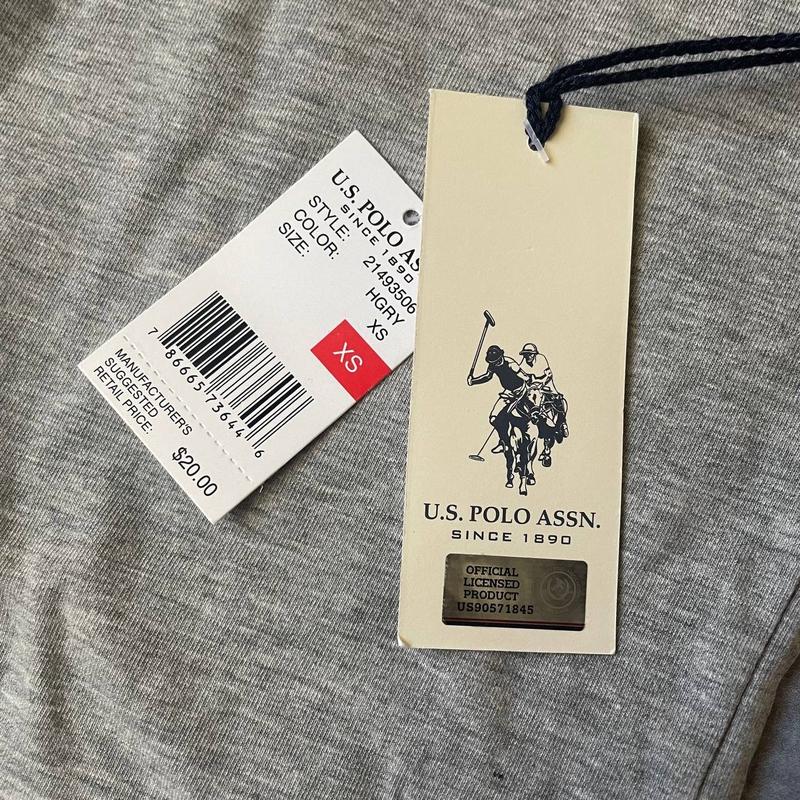 U.S. POLO AS
SINCE 1890
STYLE: 21493506
COLOR: HGRY
SIZE: XS
XS
7 86665 73644 6
MANUFACTURER'S
SUGGESTED
RETAIL PRICE:
$20.00
U.S. POLO ASSN.
SINCE 1890
OFFICIAL
LICENSED
PRODUCT
US90571845